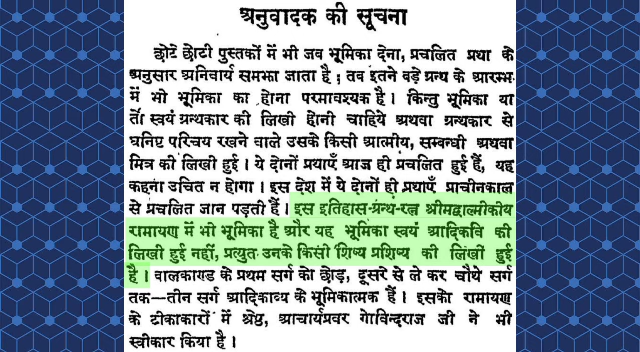 अनुवादक की सूचना
छोटे छोटी पुस्तकों में भी जब भूमिका देना, प्रचलित प्रथा के
अनुसार अनिवार्य समझा जाता है ; तब इतने बड़े ग्रन्थ के आरम्भ
में भी भूमिका का होना परमावश्यक है । किन्तु भूमिका या
तो स्वयं ग्रन्थकार की लिखी होनी चाहिये अथवा ग्रन्थकार से
घनिष्ट परिचय रखने वाले उसके किसी आत्मीय, सम्बन्धी अथवा
मित्र की लिखी हुई । ये दोनों प्रथाएँ आज ही प्रचलित हुई हैं, यह
कहना उचित न होगा । इस देश में ये दोनों ही प्रथाएँ प्राचीनकाल
से प्रचलित जान पड़ती हैं । इस इतिहास-ग्रन्थ-रत्न श्रीमद्वाल्मीकीय
रामायण में भी भूमिका है और यह भूमिका स्वयं आदिकवि की
लिखी हुई नहीं, प्रत्युत उनके किसी शिष्य प्रशिष्य की लिखी हुई
है । बालकाण्ड के प्रथम सर्ग को छोड़, दूसरे से ले कर चौथे सर्ग
तक—तीन सर्ग आदिकाव्य के भूमिकात्मक हैं । इसको रामायण
के टीकाकारों में श्रेष्ठ, आचार्यप्रवर गोविन्दराज जी ने भी
स्वीकार किया है ।